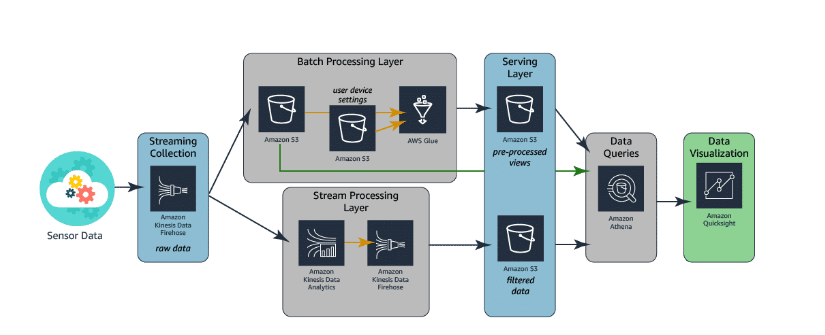 Sensor Data
Streaming
Collection
Amazon
Kinesis Data
Firehose
raw data
Batch Processing Layer
Amazon S3
user device
settings
Amazon S3
AWS Glue
Stream Processing
Layer
Amazon
Kinesis Data
Analytics
Amazon
Kinesis Data
Firehose
Serving
Layer
Amazon S3
pre-processed
views
Amazon S3
filtered
data
Data
Queries
Amazon
Athena
Data
Visualization
Amazon
Quicksight